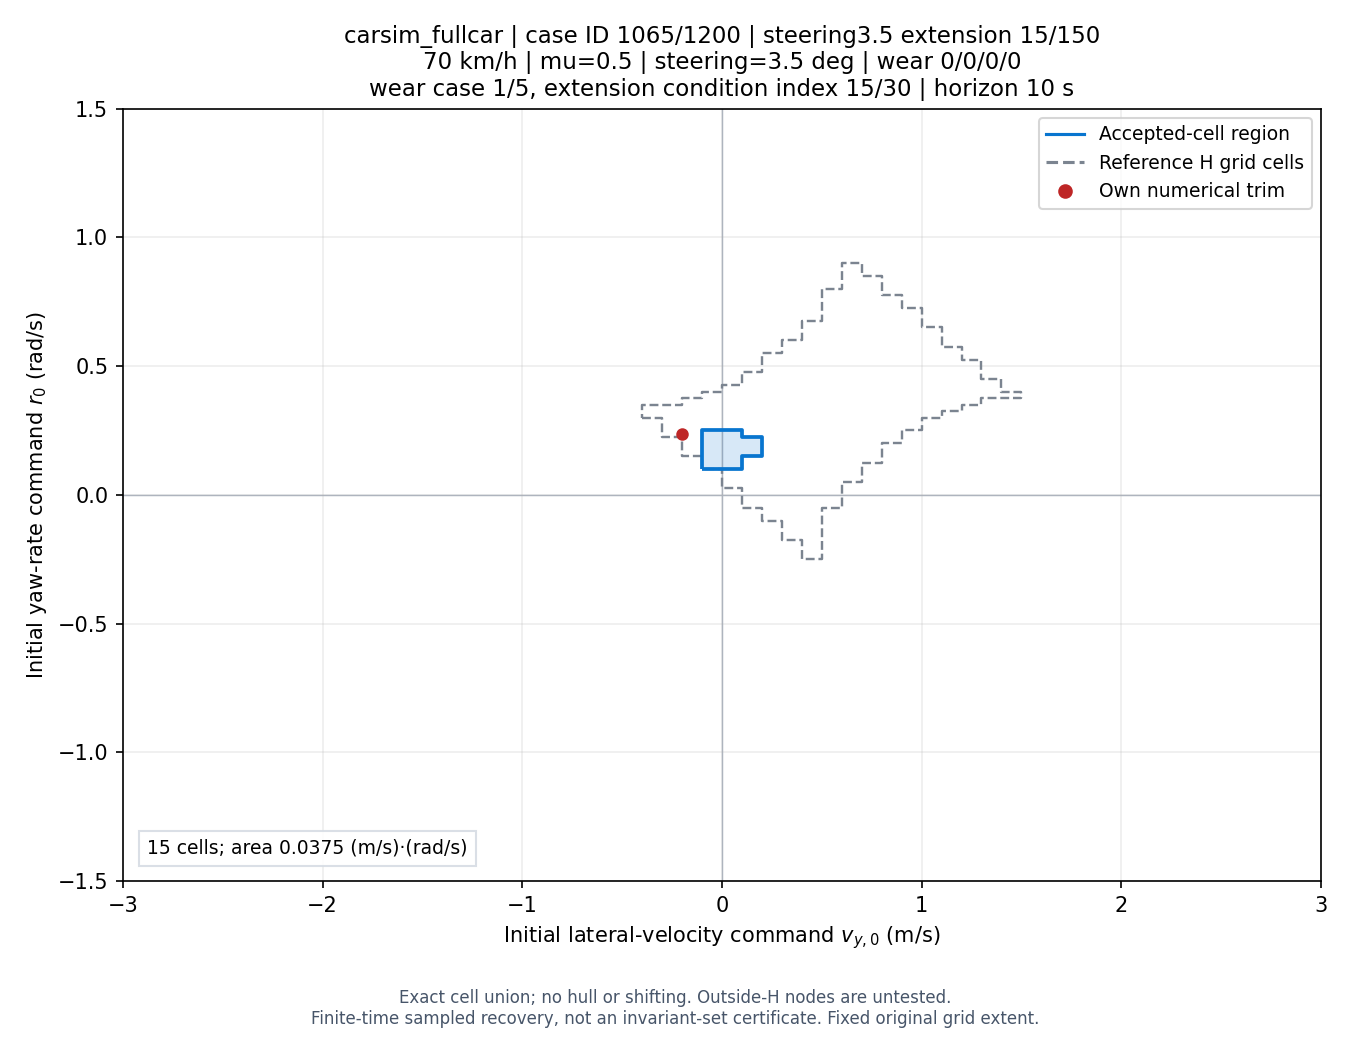 carsim_fullcar | case ID 1065/1200 | steering3.5 extension 15/150
70 km/h | mu=0.5 | steering=3.5 deg | wear 0/0/0/0
wear case 1/5, extension condition index 15/30 | horizon 10 s
Accepted-cell region
Reference H grid cells
Own numerical trim
1.5
1.0
0.5
0.0
−0.5
−1.0
−1.5
Initial yaw-rate command r₀ (rad/s)
15 cells; area 0.0375 (m/s)·(rad/s)
−3
−2
−1
0
1
2
3
Initial lateral-velocity command v_{y,0} (m/s)
Exact cell union; no hull or shifting. Outside-H nodes are untested.
Finite-time sampled recovery, not an invariant-set certificate. Fixed original grid extent.